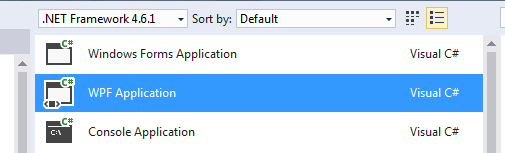 .NET Framework 4.6.1 Sort by: Default
C# Windows Forms Application Visual C#
C# WPF Application Visual C#
C# C:\ Console Application Visual C#